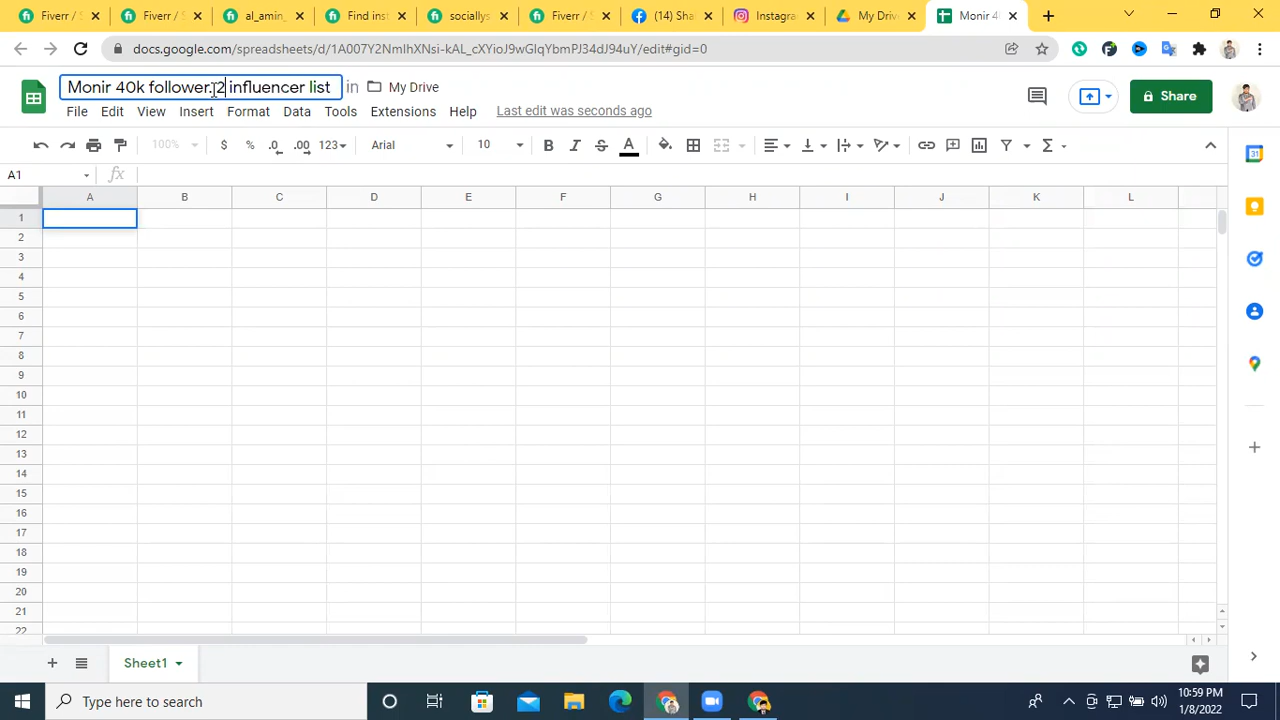 Fiverr / S
Fiverr / S
al_amin_
Find inst
sociallys
Fiverr / S
(14) Sha
Instagra
My Driv
Monir 4
docs.google.com/spreadsheets/d/1A007Y2NmIhXNsi-kAL_cXYioJ9wGlqYbmPJ34dJ94uY/edit#gid=0
Monir 40k follower. 2 influencer list in My Drive
File Edit View Insert Format Data Tools Extensions Help Last edit was seconds ago
Share
100% $ % .0 .00 123 Arial 10 B I S A Σ
A1 fx
A B C D E F G H I J K L
1
2
3
4
5
6
7
8
9
10
11
12
13
14
15
16
17
18
19
20
21
22
Sheet1
31
Type here to search
10:59 PM
1/8/2022